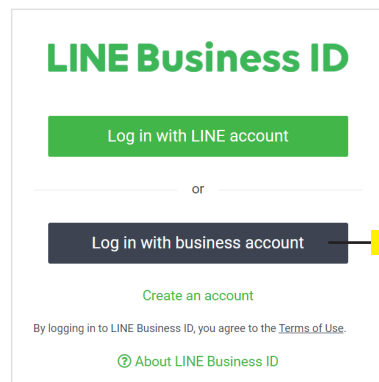 LINE Business ID
Log in with LINE account
or
Log in with business account
Create an account
By logging in to LINE Business ID, you agree to the Terms of Use.
? About LINE Business ID